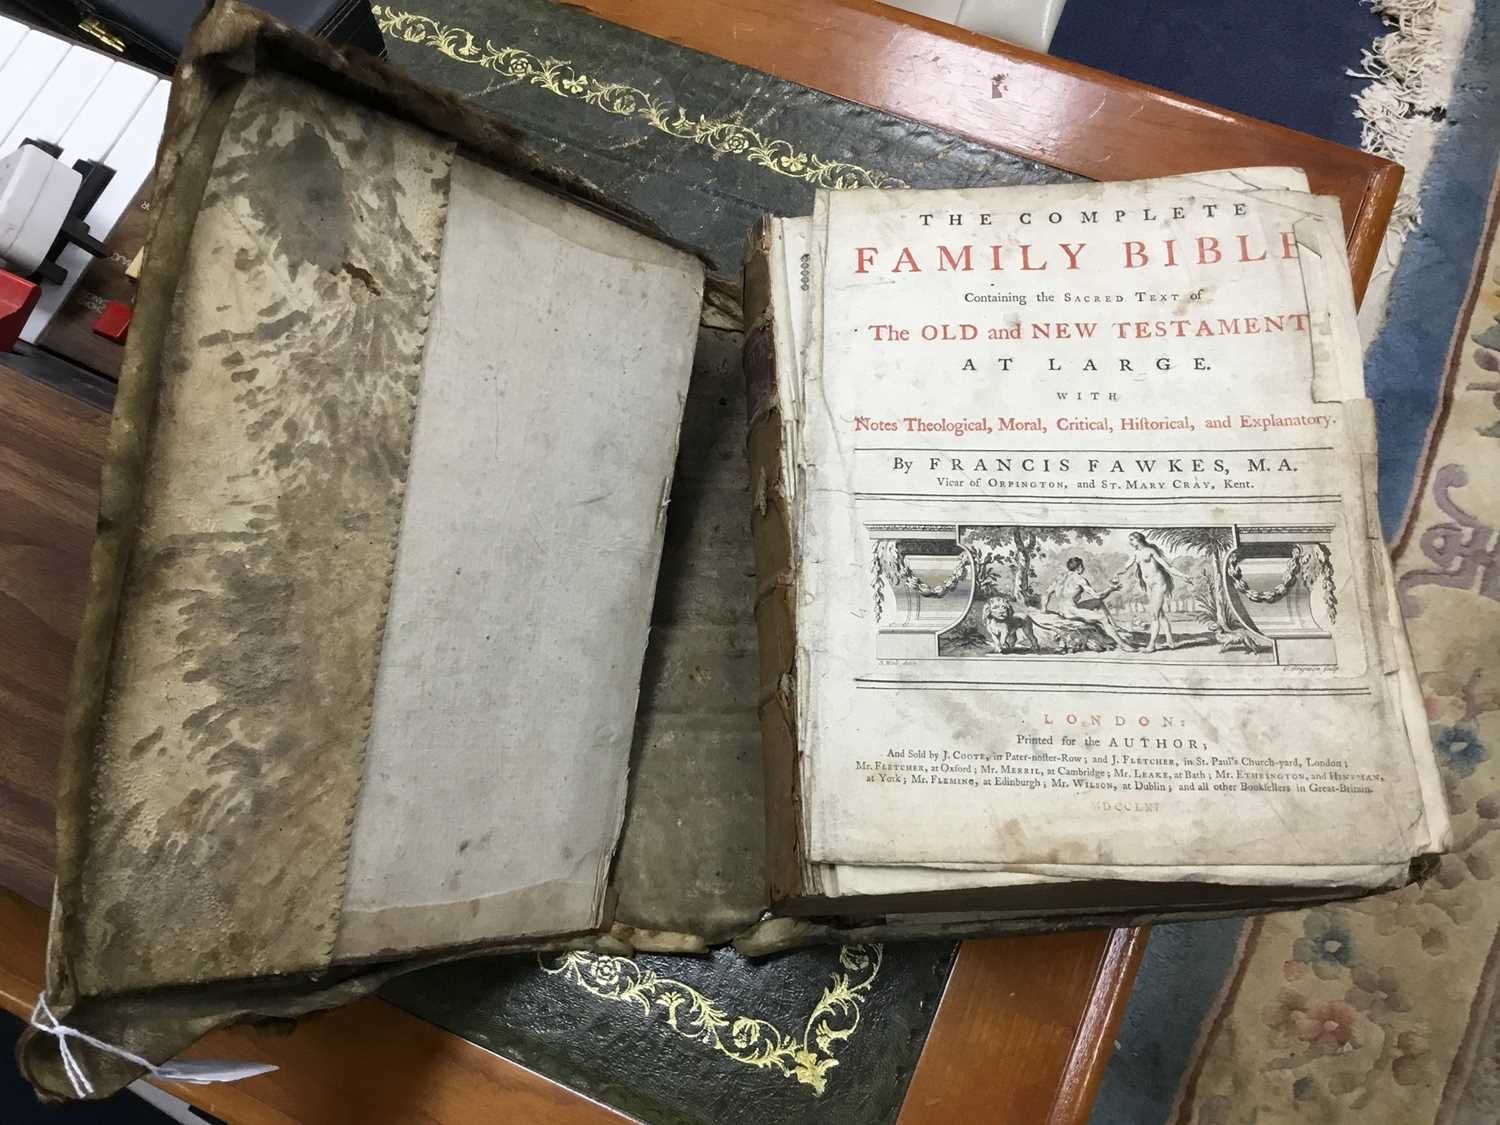 THE COMPLETE
FAMILY BIBLE
Containing the SACRED TEXT of
The OLD and NEW TESTAMENT
AT LARGE.
WITH
Notes Theological, Moral, Critical, Hiſtorical, and Explanatory.
By FRANCIS FAWKES, M.A.
Vicar of ORPINGTON, and ST. MARY CRAY, Kent.
LONDON:
Printed for the AUTHOR;
And Sold by J. COOTE, in Pater-noſter-Row; and J. FLETCHER, in St. Paul's Church-yard, London;
Mr. FLETCHER, at Oxford; Mr. MERRIL, at Cambridge; Mr. LEAKE, at Bath; Mr. ETHRINGTON, and HINXMAN,
at York; Mr. FLEMING, at Edinburgh; Mr. WILSON, at Dublin; and all other Bookſellers in Great-Britain.
MDCCLXI